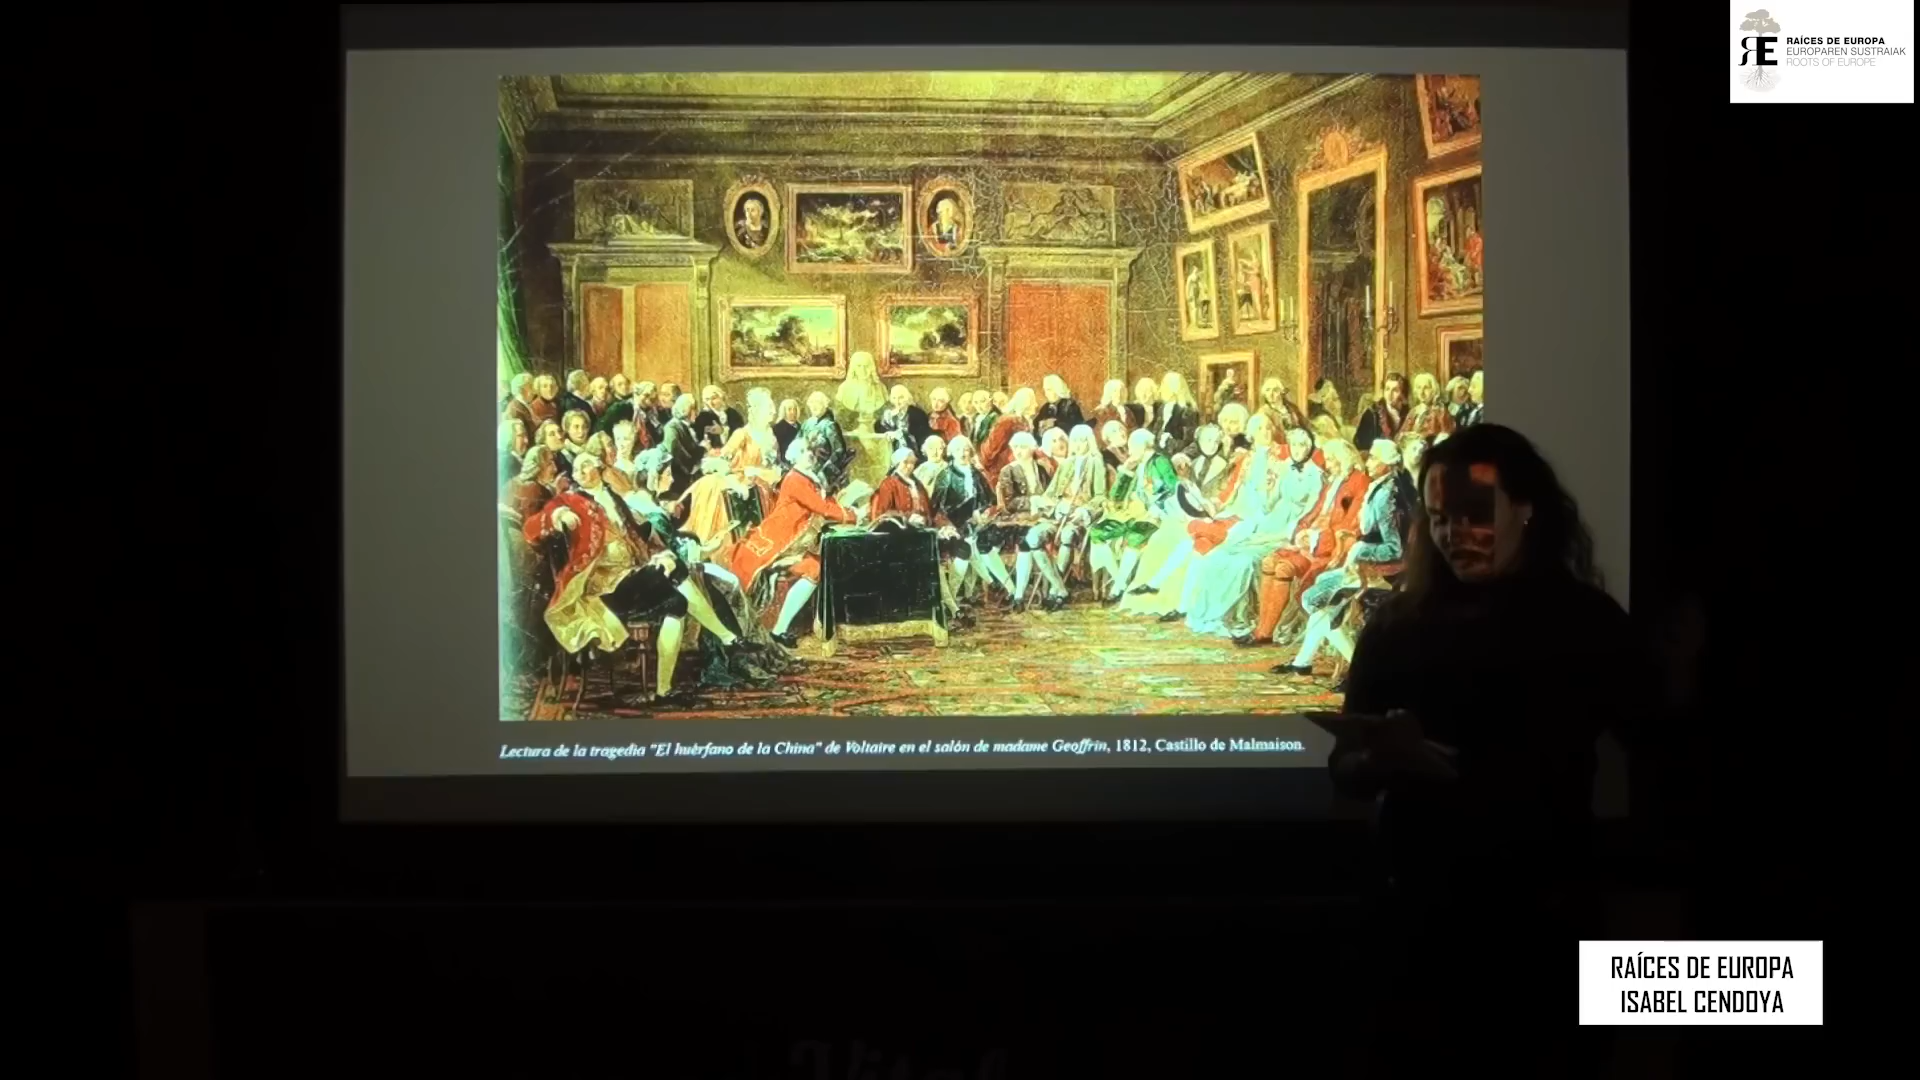 RAÍCES DE EUROPA
EUROPAREN SUSTRAIAK
ROOTS OF EUROPE
RE
Lectura de la tragedia "El huérfano de la China" de Voltaire en el salón de madame Geoffrin, 1812, Castillo de Malmaison.
RAÍCES DE EUROPA
ISABEL CENDOYA